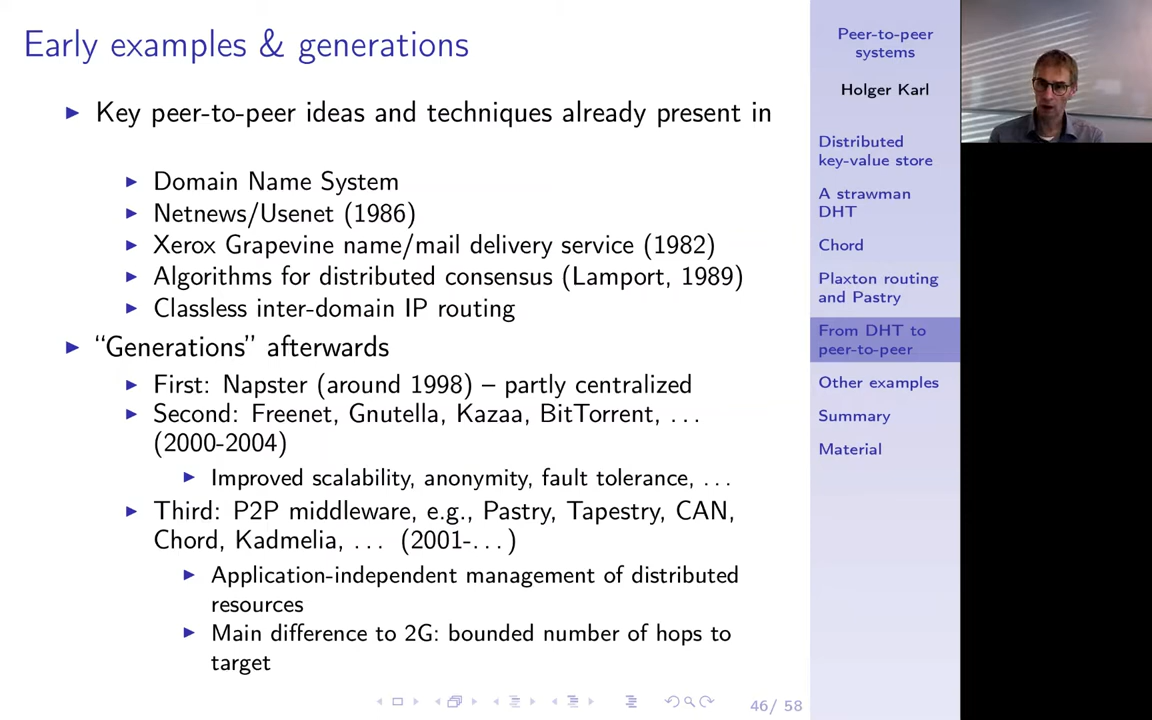 Early examples & generations
Key peer-to-peer ideas and techniques already present in
Domain Name System
Netnews/Usenet (1986)
Xerox Grapevine name/mail delivery service (1982)
Algorithms for distributed consensus (Lamport, 1989)
Classless inter-domain IP routing
“Generations” afterwards
First: Napster (around 1998) – partly centralized
Second: Freenet, Gnutella, Kazaa, BitTorrent, ...
(2000-2004)
Improved scalability, anonymity, fault tolerance, ...
Third: P2P middleware, e.g., Pastry, Tapestry, CAN,
Chord, Kadmelia, ... (2001-...)
Application-independent management of distributed
resources
Main difference to 2G: bounded number of hops to
target
46/ 58
Peer-to-peer
systems
Holger Karl
Distributed
key-value store
A strawman
DHT
Chord
Plaxton routing
and Pastry
From DHT to
peer-to-peer
Other examples
Summary
Material